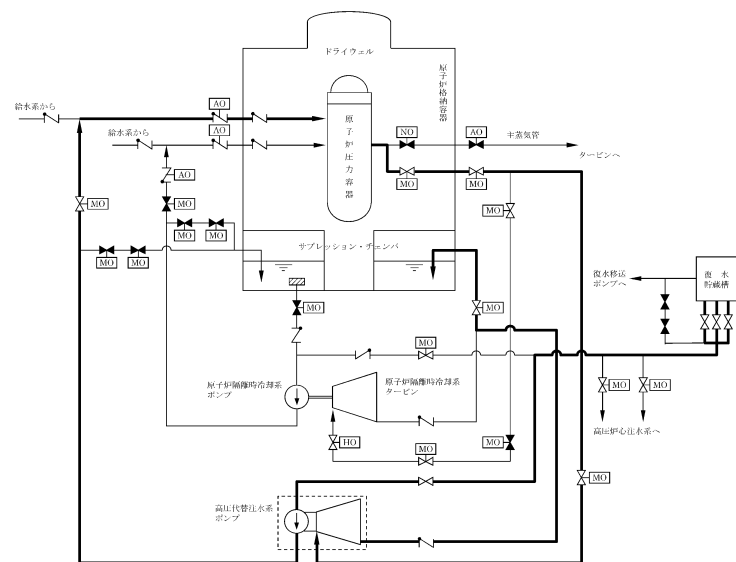 ドライウェル
原子炉格納容器
給水系から
AO
給水系から
AO
原子炉圧力容器
NO
AO
主蒸気管
タービンへ
MO
MO
AO
MO
MO
MO
MO
MO
MO
MO
サプレッション・チェンバ
復水移送
ポンプへ
復水
貯蔵槽
MO
MO
MO
原子炉隔離時冷却系
ポンプ
原子炉隔離時冷却系
タービン
MO
MO
高圧炉心注水系へ
HO
MO
MO
MO
高圧代替注水系
ポンプ